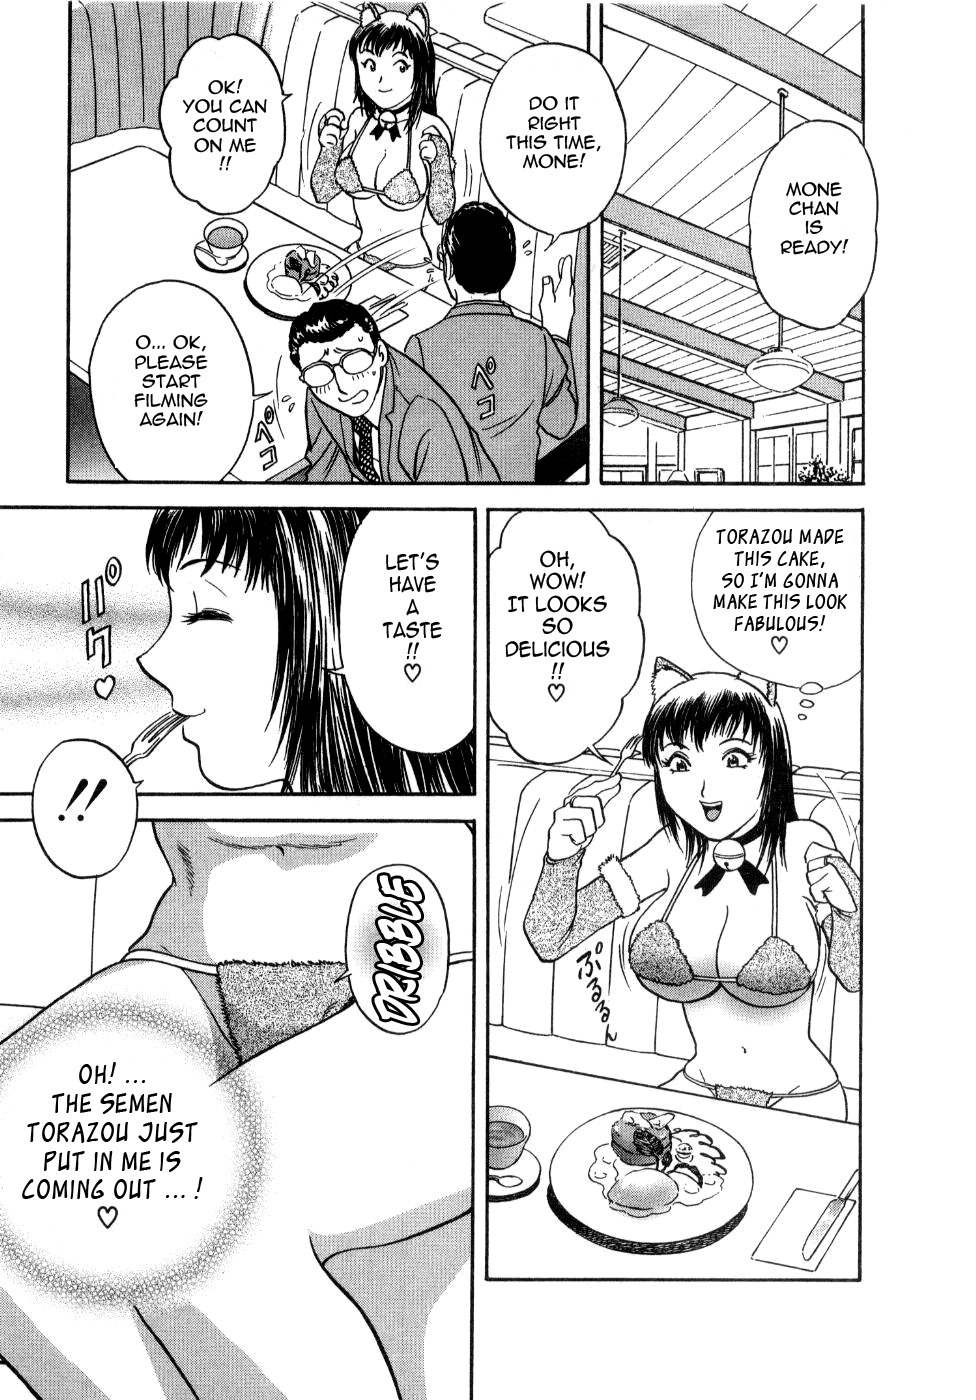 MONE
CHAN
IS
READY!
DO IT
RIGHT
THIS TIME,
MONE!
OK!
YOU CAN
COUNT
ON ME
!!
O... OK,
PLEASE
START
FILMING
AGAIN!
ペコ
ペコ
TORAZOU MADE
THIS CAKE,
SO I'M GONNA
MAKE THIS LOOK
FABULOUS!
♡
OH,
WOW!
IT LOOKS
SO
DELICIOUS
!!
♡
ぷるるん
LET'S
HAVE
A
TASTE
!!
♡
パク♡
!!
DRIBBLE
OH! ...
THE SEMEN
TORAZOU JUST
PUT IN ME IS
COMING OUT ... !
♡